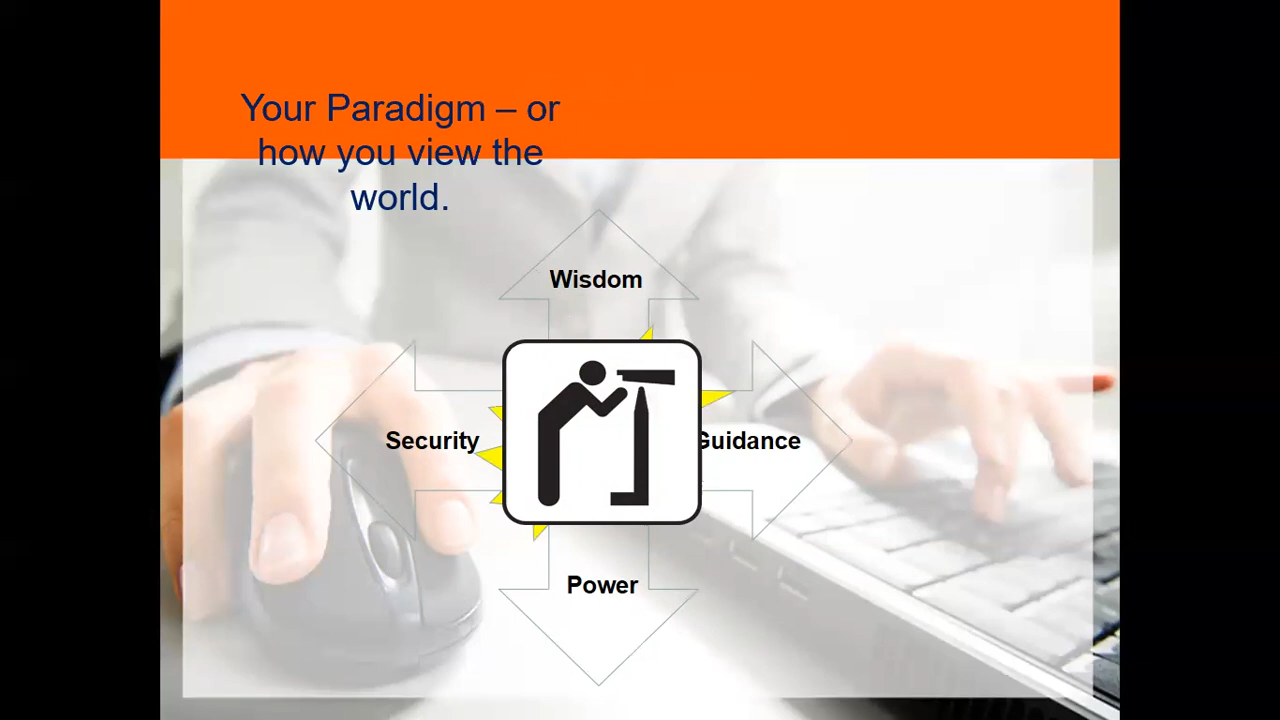 Your Paradigm – or
how you view the
world.
Wisdom
Security
Guidance
Power